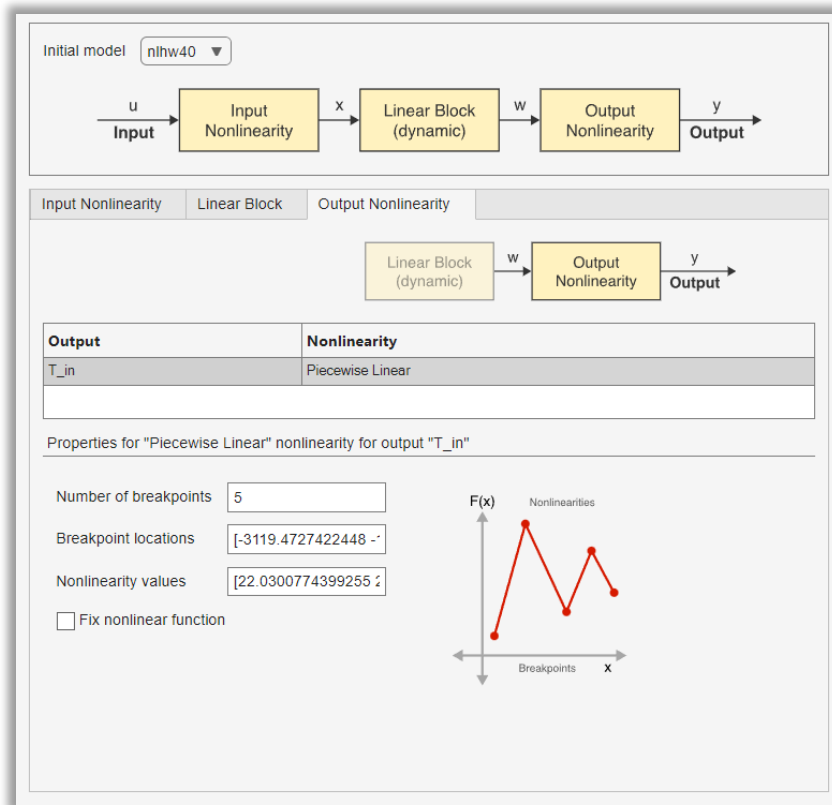 Initial model nlhw40
u Input
Input Nonlinearity
x
Linear Block (dynamic)
w
Output Nonlinearity
y Output
Input Nonlinearity Linear Block Output Nonlinearity
Linear Block (dynamic)
w
Output Nonlinearity
y Output
Output Nonlinearity
T_in Piecewise Linear
Properties for "Piecewise Linear" nonlinearity for output "T_in"
Number of breakpoints 5
Breakpoint locations [-3119.4727422448
Nonlinearity values [22.0300774399255
Fix nonlinear function
F(x) Nonlinearities
Breakpoints x